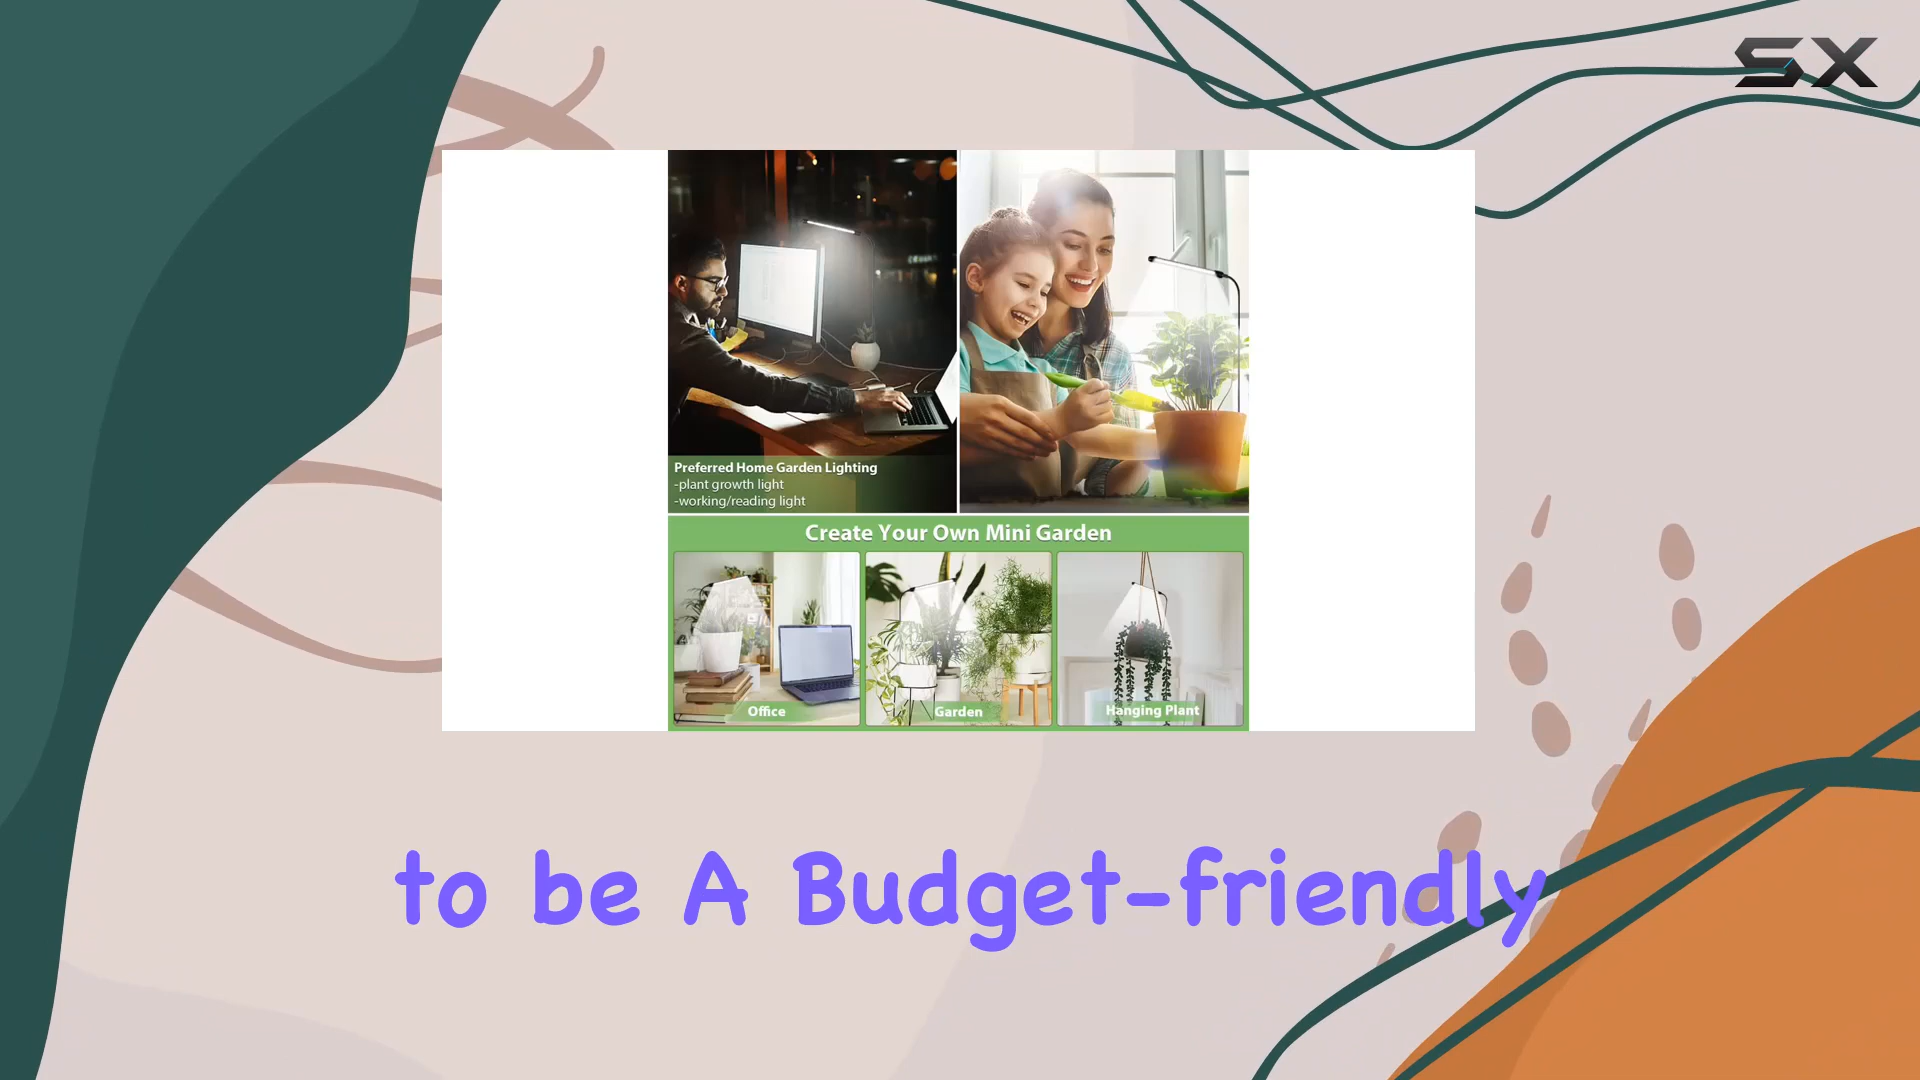 SX
Preferred Home Garden Lighting
-plant growth light
-working/reading light
Create Your Own Mini Garden
Office
Garden
Hanging Plant
to be A Budget-friendly